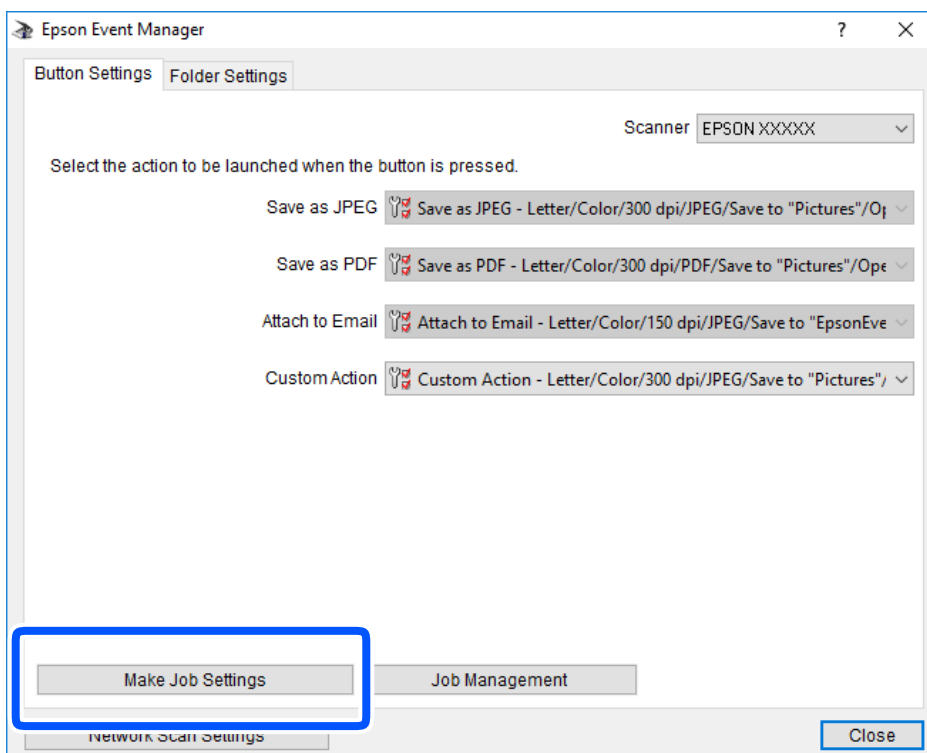 Epson Event Manager
?
Button Settings Folder Settings
Scanner EPSON XXXXX
Select the action to be launched when the button is pressed.
Save as JPEG Save as JPEG - Letter/Color/300 dpi/JPEG/Save to "Pictures"/Op
Save as PDF Save as PDF - Letter/Color/300 dpi/PDF/Save to "Pictures"/Ope
Attach to Email Attach to Email - Letter/Color/150 dpi/JPEG/Save to "EpsonEve
Custom Action Custom Action - Letter/Color/300 dpi/JPEG/Save to "Pictures"/
Make Job Settings Job Management
Network Scan Settings Close